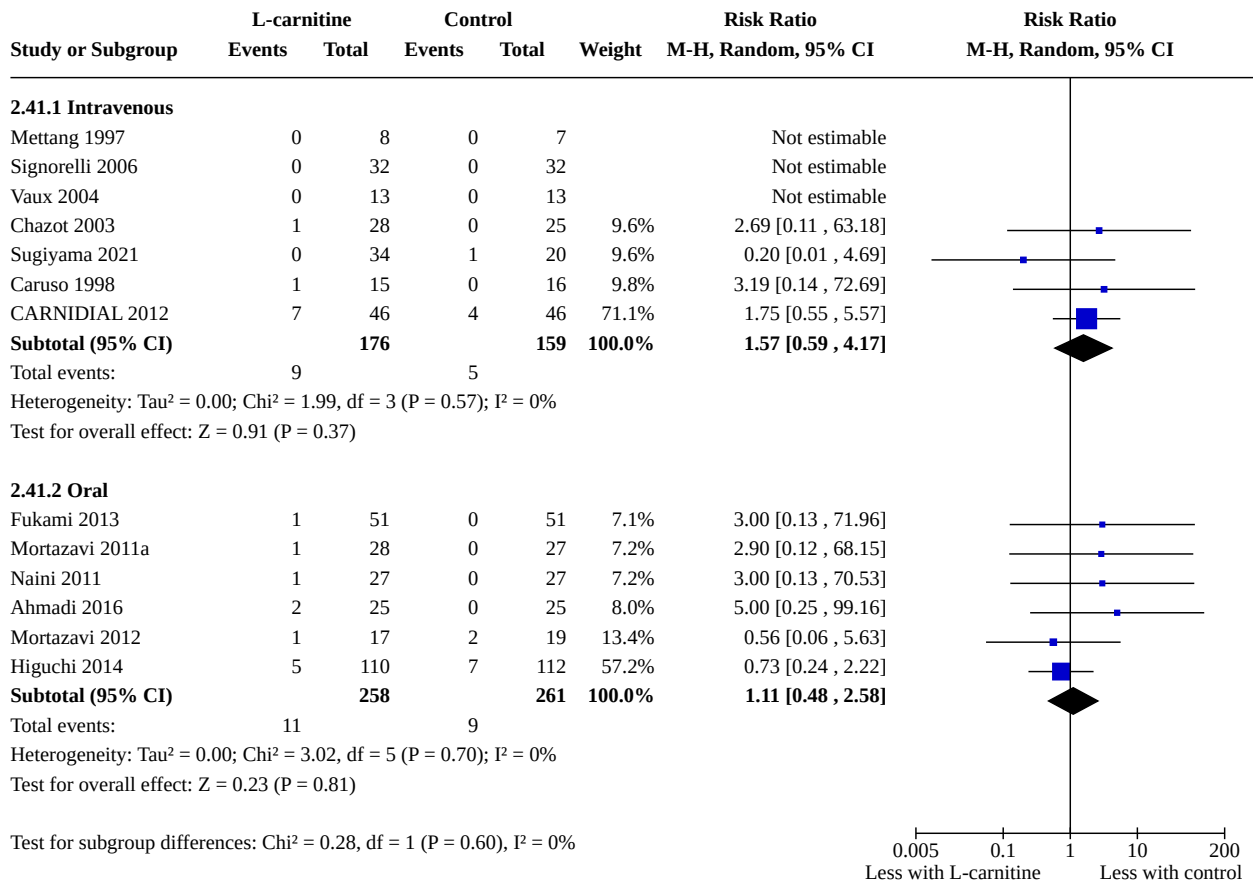 L-carnitine Control Risk Ratio Risk Ratio
Study or Subgroup Events Total Events Total Weight M-H, Random, 95% CI M-H, Random, 95% CI
2.41.1 Intravenous
Mettang 1997 0 8 0 7 Not estimable
Signorelli 2006 0 32 0 32 Not estimable
Vaux 2004 0 13 0 13 Not estimable
Chazot 2003 1 28 0 25 9.6% 2.69 [0.11 , 63.18]
Sugiyama 2021 0 34 1 20 9.6% 0.20 [0.01 , 4.69]
Caruso 1998 1 15 0 16 9.8% 3.19 [0.14 , 72.69]
CARNIDIAL 2012 7 46 4 46 71.1% 1.75 [0.55 , 5.57]
Subtotal (95% CI) 176 159 100.0% 1.57 [0.59 , 4.17]
Total events: 9 5
Heterogeneity: Tau² = 0.00; Chi² = 1.99, df = 3 (P = 0.57); I² = 0%
Test for overall effect: Z = 0.91 (P = 0.37)
2.41.2 Oral
Fukami 2013 1 51 0 51 7.1% 3.00 [0.13 , 71.96]
Mortazavi 2011a 1 28 0 27 7.2% 2.90 [0.12 , 68.15]
Naini 2011 1 27 0 27 7.2% 3.00 [0.13 , 70.53]
Ahmadi 2016 2 25 0 25 8.0% 5.00 [0.25 , 99.16]
Mortazavi 2012 1 17 2 19 13.4% 0.56 [0.06 , 5.63]
Higuchi 2014 5 110 7 112 57.2% 0.73 [0.24 , 2.22]
Subtotal (95% CI) 258 261 100.0% 1.11 [0.48 , 2.58]
Total events: 11 9
Heterogeneity: Tau² = 0.00; Chi² = 3.02, df = 5 (P = 0.70); I² = 0%
Test for overall effect: Z = 0.23 (P = 0.81)
Test for subgroup differences: Chi² = 0.28, df = 1 (P = 0.60), I² = 0%
0.005 0.1 1 10 200
Less with L-carnitine Less with control